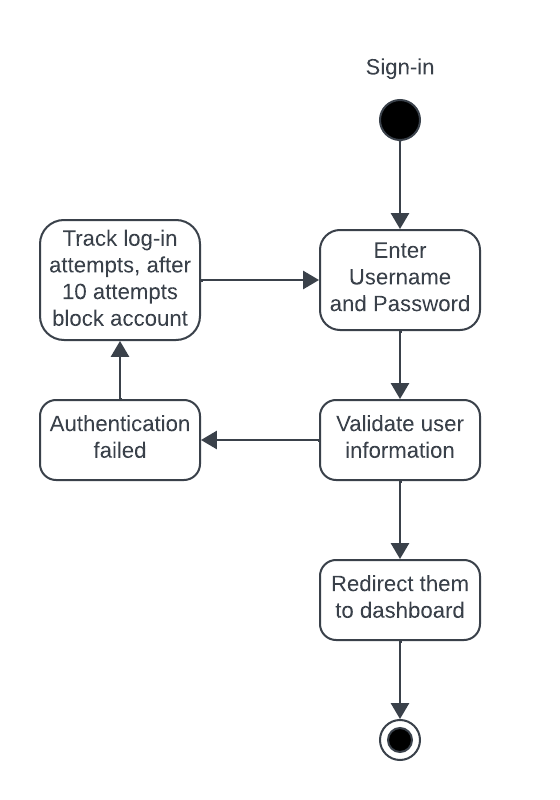 Sign-in
Track log-in
attempts, after
10 attempts
block account
Enter
Username
and Password
Authentication
failed
Validate user
information
Redirect them
to dashboard